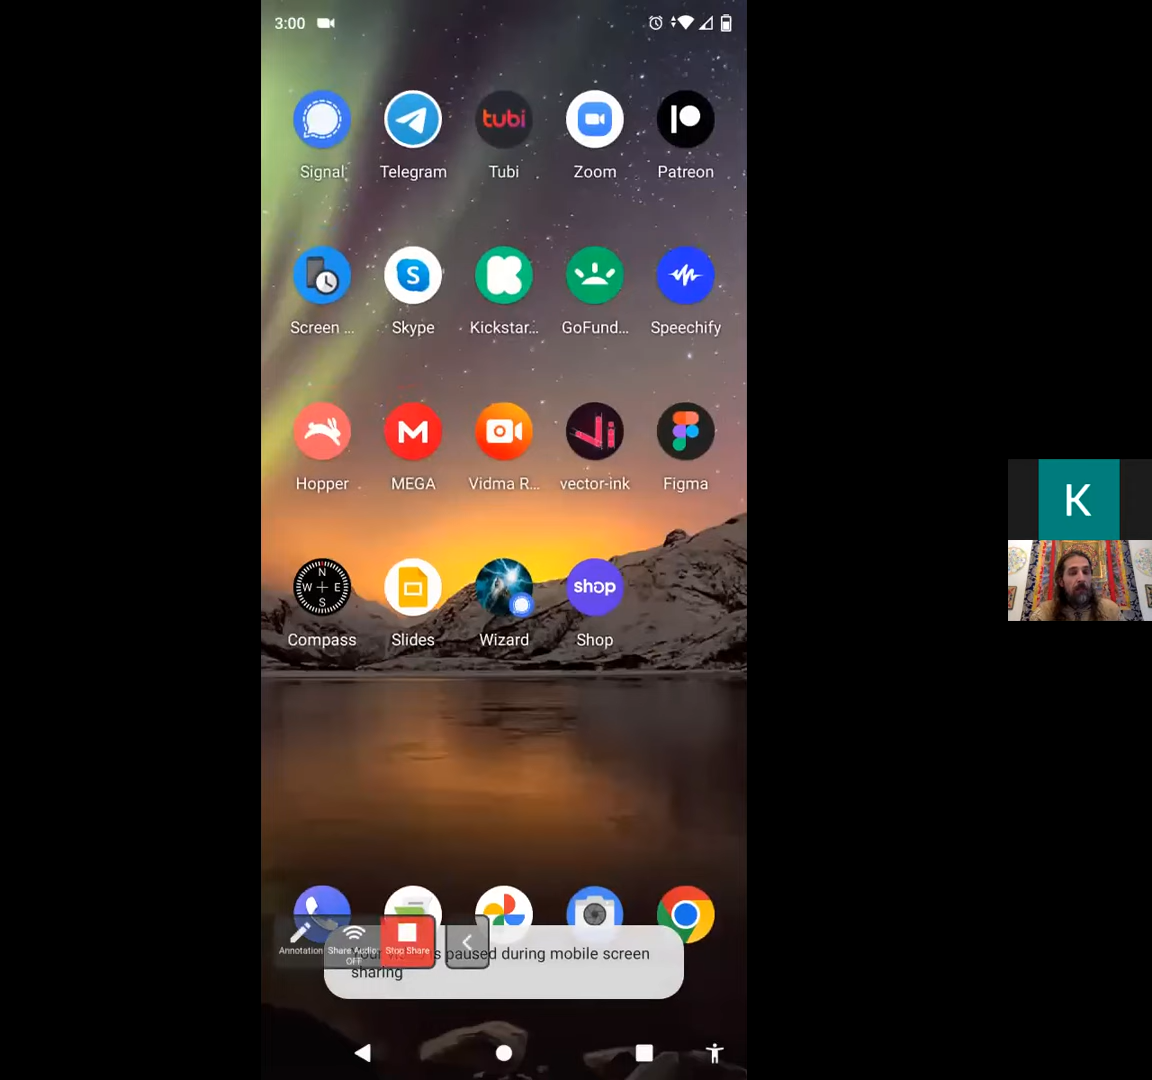 3:00
tubi
Signal Telegram Tubi Zoom Patreon
S
Screen ... Skype Kickstar... GoFund... Speechify
Hopper MEGA Vidma R... vector-ink Figma
N
W E
S
shop
Compass Slides Wizard Shop
Annotation Share Audio: OFF Stop Share
s paused during mobile screen
sharing
K